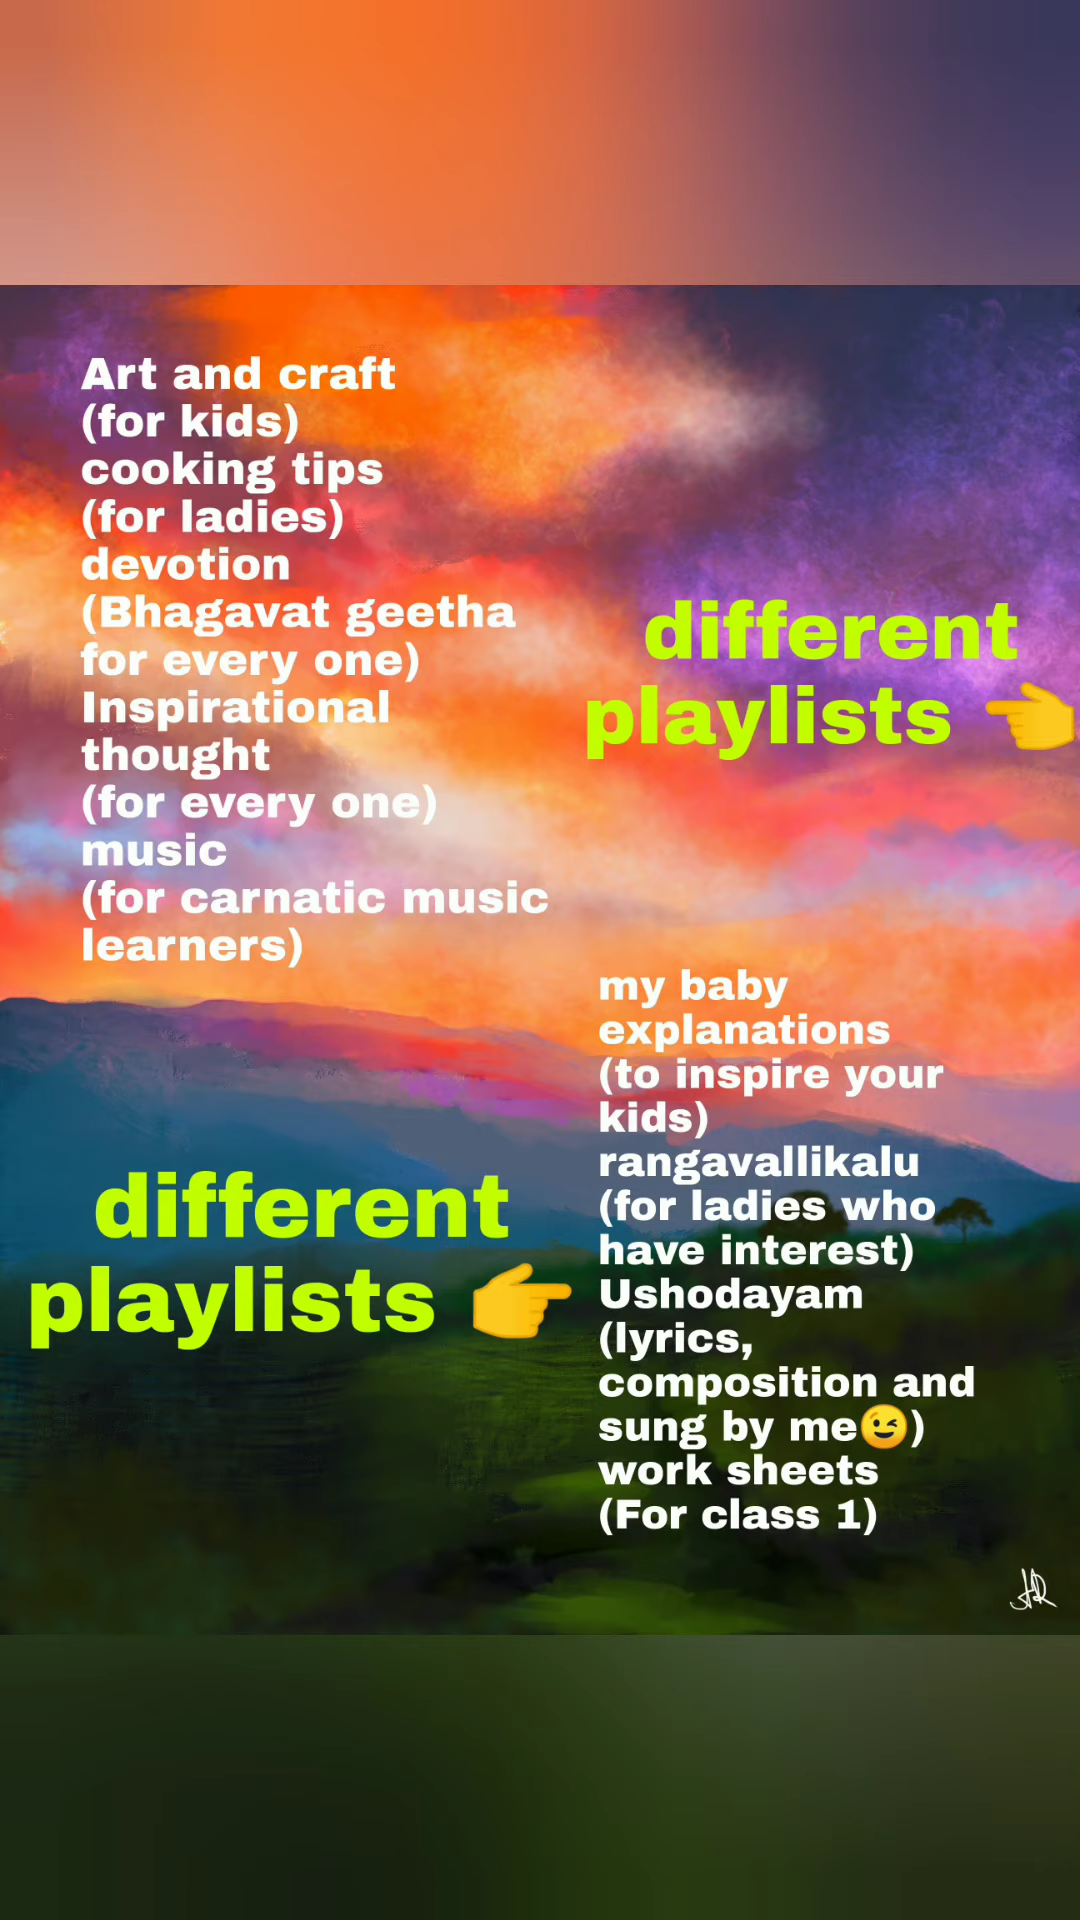 Art and craft
(for kids)
cooking tips
(for ladies)
devotion
(Bhagavat geetha
for every one)
Inspirational
thought
(for every one)
music
(for carnatic music
learners)
different
playlists 👈
my baby
explanations
(to inspire your
kids)
rangavallikalu
(for ladies who
have interest)
Ushodayam
(lyrics,
composition and
sung by me😉)
work sheets
(For class 1)
different
playlists 👉